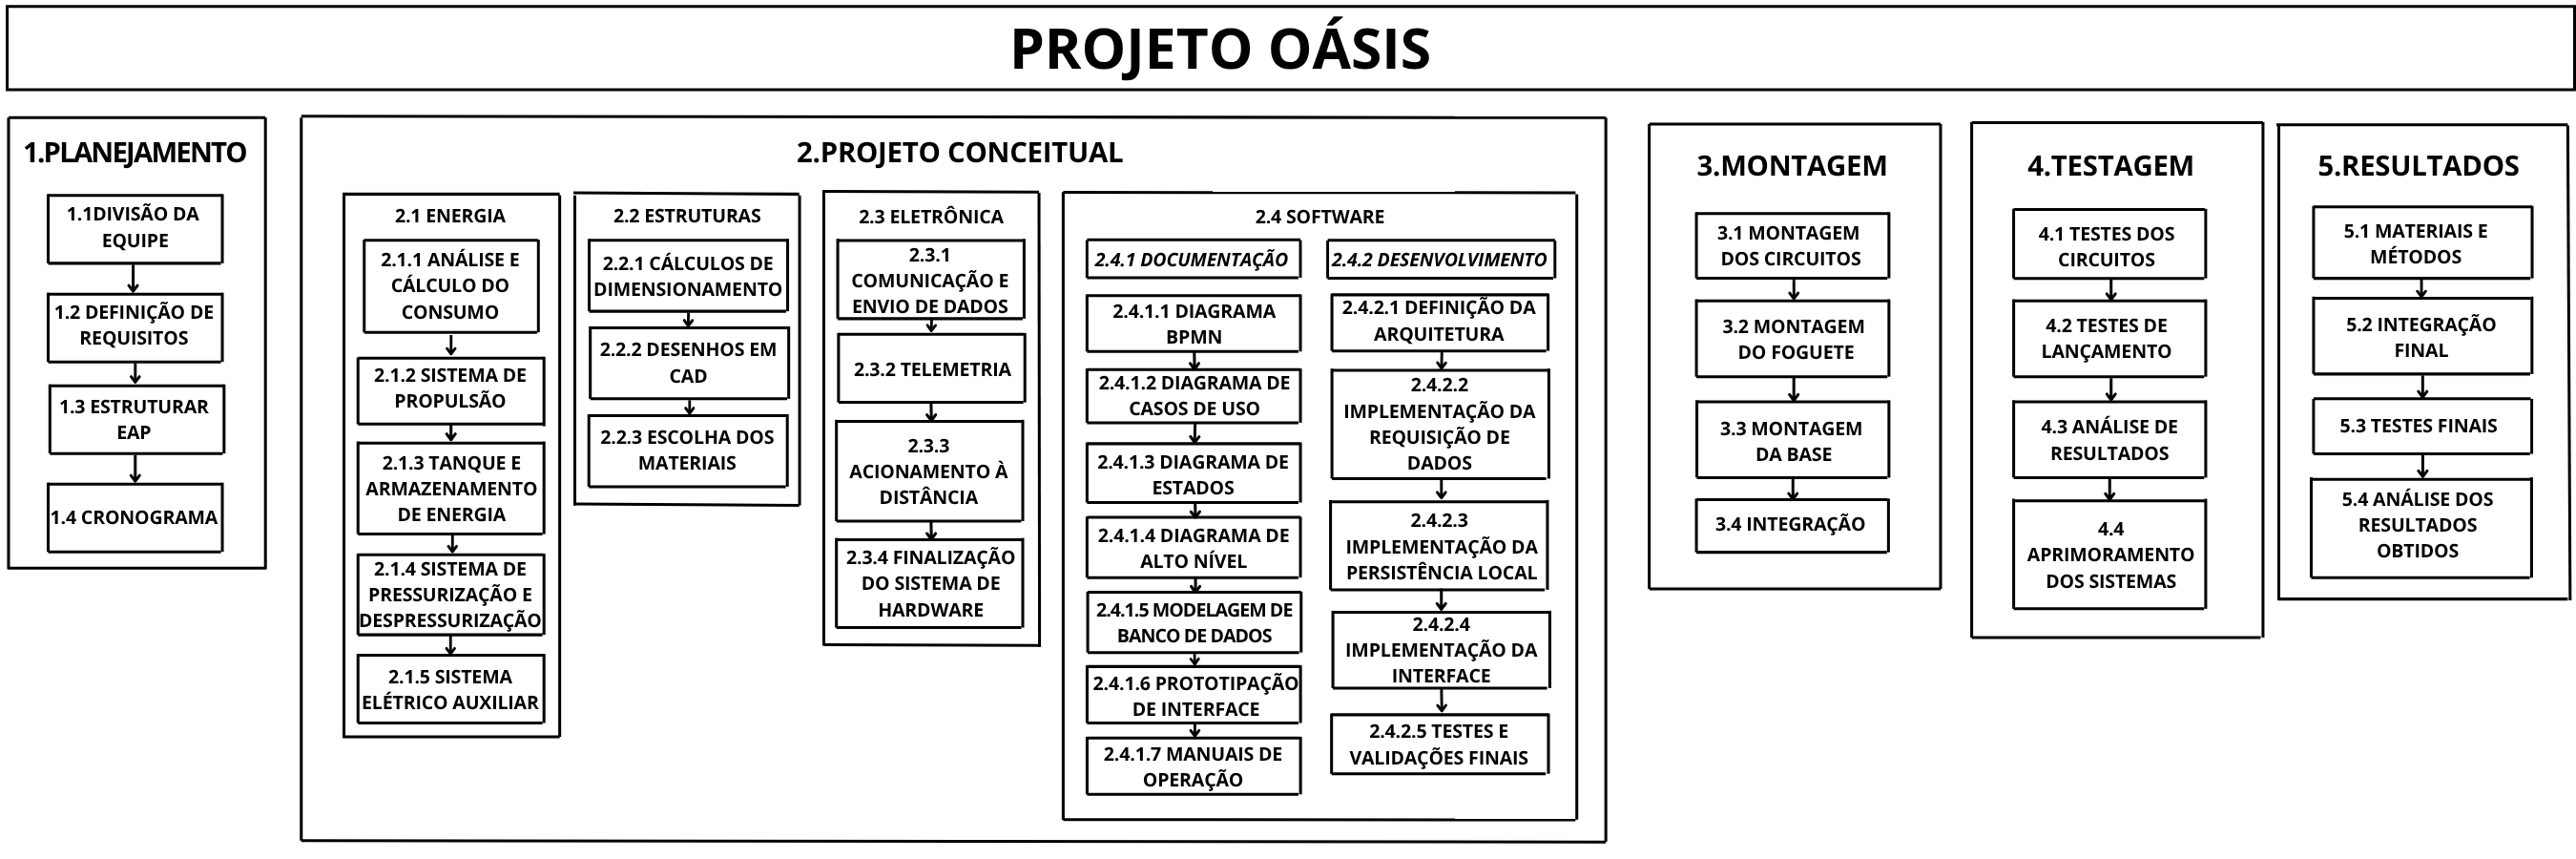 PROJETO OÁSIS
1.PLANEJAMENTO
1.1DIVISÃO DA
EQUIPE
1.2 DEFINIÇÃO DE
REQUISITOS
1.3 ESTRUTURAR
EAP
1.4 CRONOGRAMA
2.PROJETO CONCEITUAL
2.1 ENERGIA
2.1.1 ANÁLISE E
CÁLCULO DO
CONSUMO
2.1.2 SISTEMA DE
PROPULSÃO
2.1.3 TANQUE E
ARMAZENAMENTO
DE ENERGIA
2.1.4 SISTEMA DE
PRESSURIZAÇÃO E
DESPRESSURIZAÇÃO
2.1.5 SISTEMA
ELÉTRICO AUXILIAR
2.2 ESTRUTURAS
2.2.1 CÁLCULOS DE
DIMENSIONAMENTO
2.2.2 DESENHOS EM
CAD
2.2.3 ESCOLHA DOS
MATERIAIS
2.3 ELETRÔNICA
2.3.1
COMUNICAÇÃO E
ENVIO DE DADOS
2.3.2 TELEMETRIA
2.3.3
ACIONAMENTO À
DISTÂNCIA
2.3.4 FINALIZAÇÃO
DO SISTEMA DE
HARDWARE
2.4 SOFTWARE
2.4.1 DOCUMENTAÇÃO
2.4.1.1 DIAGRAMA
BPMN
2.4.1.2 DIAGRAMA DE
CASOS DE USO
2.4.1.3 DIAGRAMA DE
ESTADOS
2.4.1.4 DIAGRAMA DE
ALTO NÍVEL
2.4.1.5 MODELAGEM DE
BANCO DE DADOS
2.4.1.6 PROTOTIPAÇÃO
DE INTERFACE
2.4.1.7 MANUAIS DE
OPERAÇÃO
2.4.2 DESENVOLVIMENTO
2.4.2.1 DEFINIÇÃO DA
ARQUITETURA
2.4.2.2
IMPLEMENTAÇÃO DA
REQUISIÇÃO DE
DADOS
2.4.2.3
IMPLEMENTAÇÃO DA
PERSISTÊNCIA LOCAL
2.4.2.4
IMPLEMENTAÇÃO DA
INTERFACE
2.4.2.5 TESTES E
VALIDAÇÕES FINAIS
3.MONTAGEM
3.1 MONTAGEM
DOS CIRCUITOS
3.2 MONTAGEM
DO FOGUETE
3.3 MONTAGEM
DA BASE
3.4 INTEGRAÇÃO
4.TESTAGEM
4.1 TESTES DOS
CIRCUITOS
4.2 TESTES DE
LANÇAMENTO
4.3 ANÁLISE DE
RESULTADOS
4.4
APRIMORAMENTO
DOS SISTEMAS
5.RESULTADOS
5.1 MATERIAIS E
MÉTODOS
5.2 INTEGRAÇÃO
FINAL
5.3 TESTES FINAIS
5.4 ANÁLISE DOS
RESULTADOS
OBTIDOS